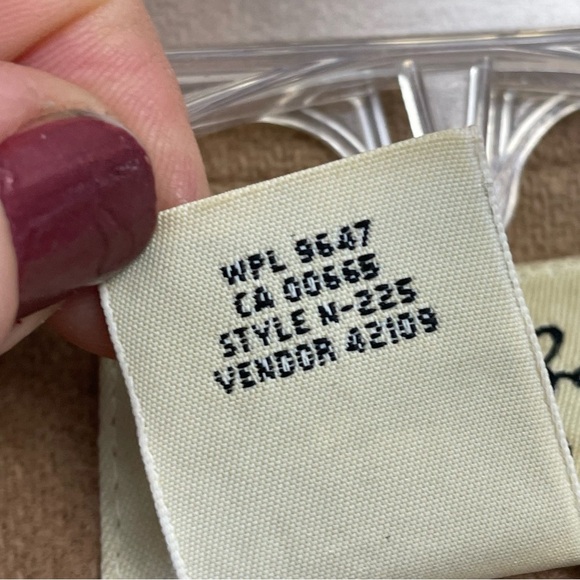 WPL 9647
CA 00665
STYLE N-225
VENDOR 42109